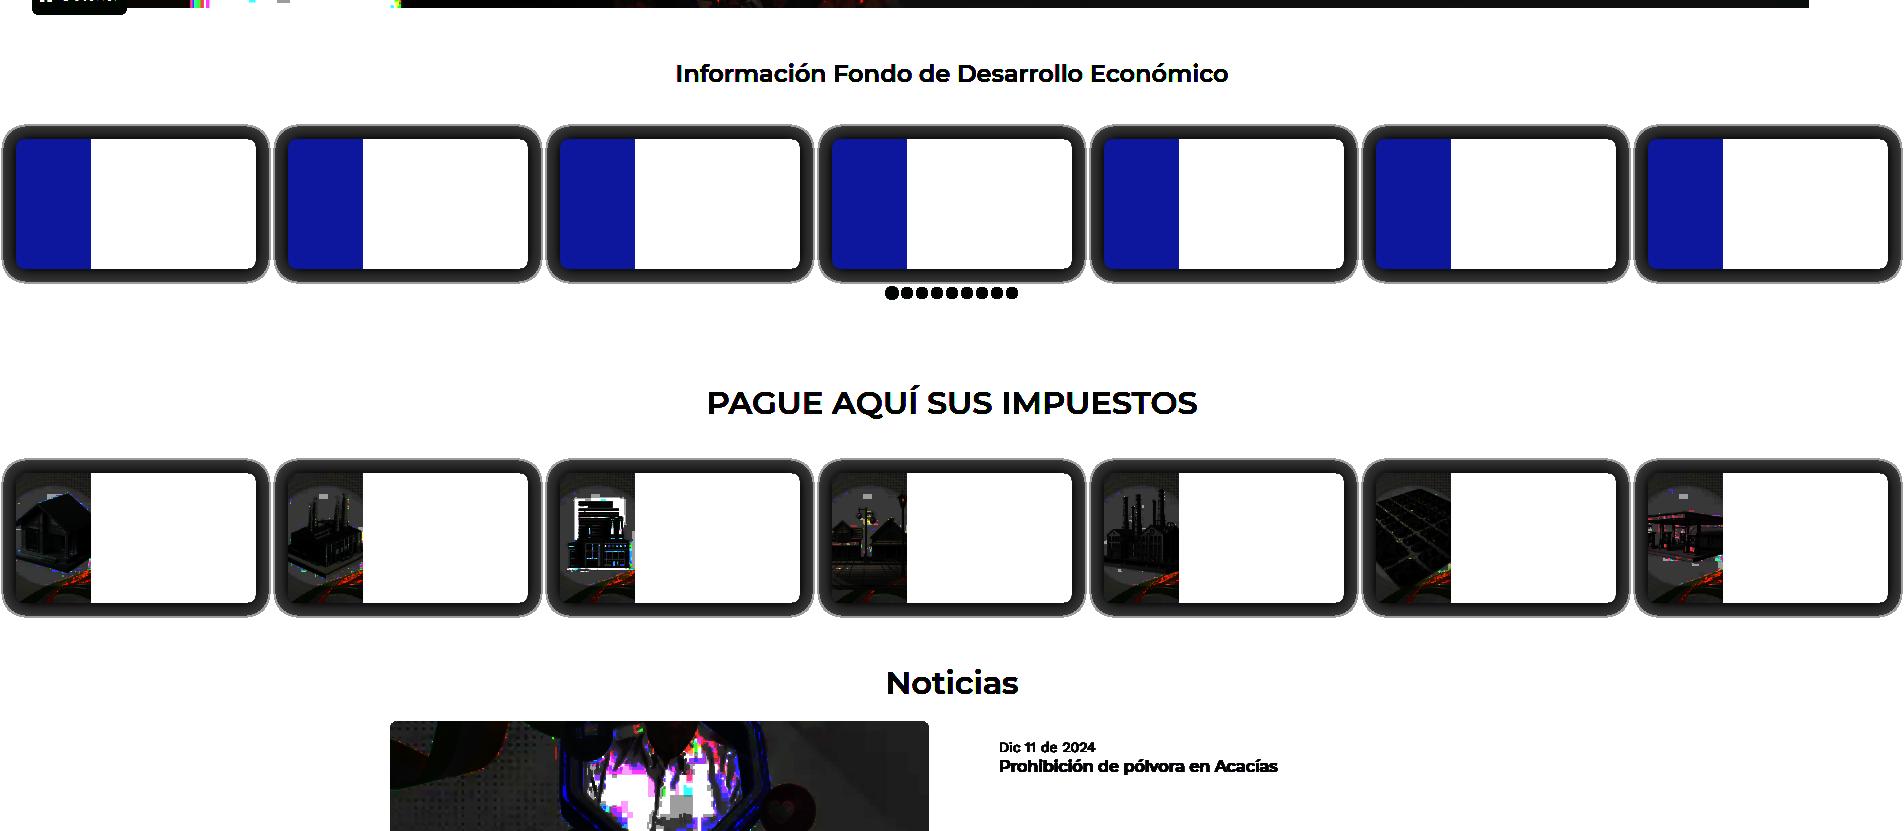 Información Fondo de Desarrollo Económico
PAGUE AQUÍ SUS IMPUESTOS
Noticias
Dic 11 de 2024
Prohibición de pólvora en Acacías